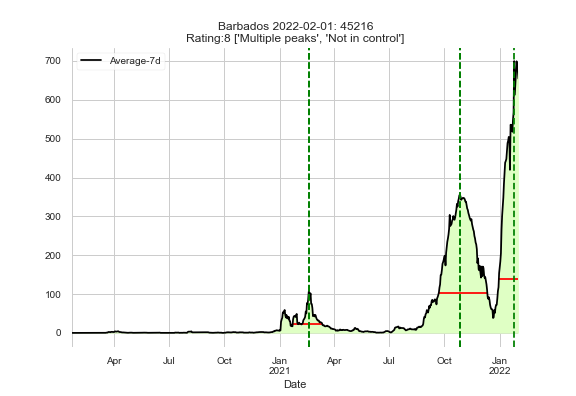 Barbados 2022-02-01: 45216
Rating:8 ['Multiple peaks', 'Not in control']
Average-7d
700
600
500
400
300
200
100
0
Apr Jul Oct Jan Apr Jul Oct Jan
2021 2022
Date